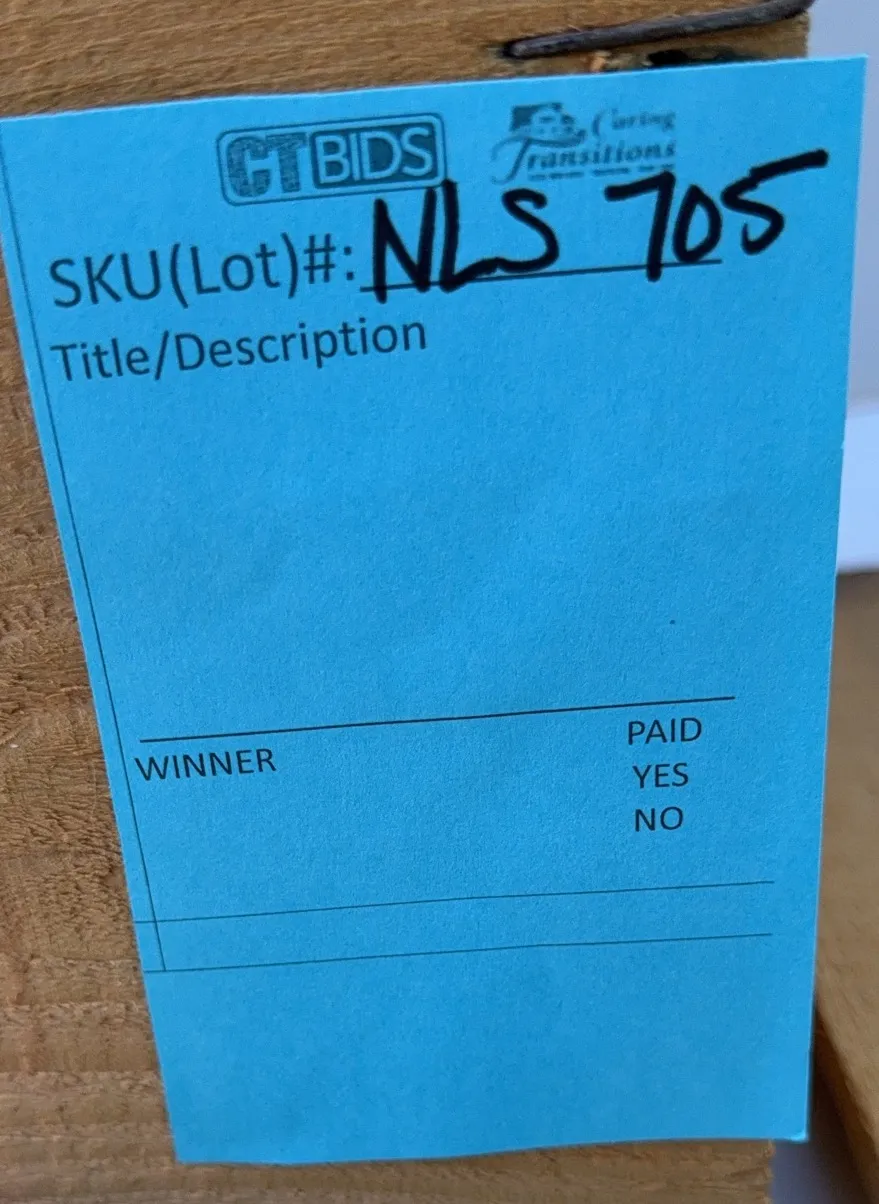 CTBIDS
Caring
Transitions
SKU(Lot)#: NLS 705
Title/Description
WINNER
PAID
YES
NO